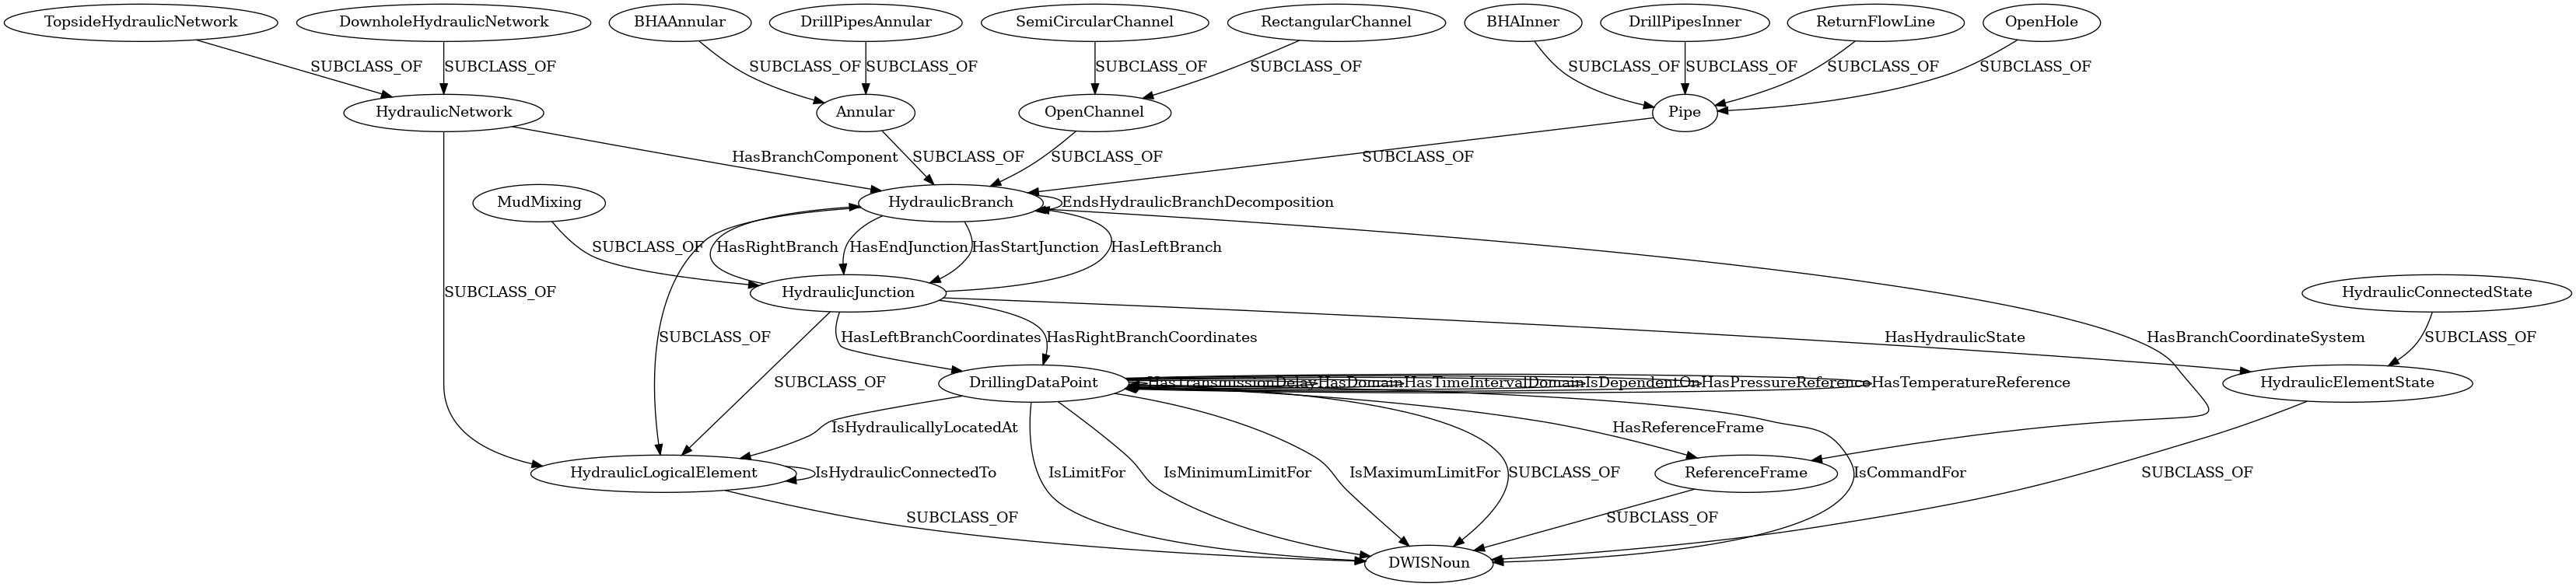 TopsideHydraulicNetwork
DownholeHydraulicNetwork
BHAAnnular
DrillPipesAnnular
SemiCircularChannel
RectangularChannel
BHAInner
DrillPipesInner
ReturnFlowLine
OpenHole
SUBCLASS_OF
SUBCLASS_OF
SUBCLASS_OF
SUBCLASS_OF
SUBCLASS_OF
SUBCLASS_OF
SUBCLASS_OF
SUBCLASS_OF
SUBCLASS_OF
SUBCLASS_OF
HydraulicNetwork
Annular
OpenChannel
Pipe
HasBranchComponent
SUBCLASS_OF
SUBCLASS_OF
SUBCLASS_OF
MudMixing
HydraulicBranch
EndsHydraulicBranchDecomposition
SUBCLASS_OF
HasRightBranch
HasEndJunction
HasStartJunction
HasLeftBranch
SUBCLASS_OF
HydraulicJunction
HydraulicConnectedState
SUBCLASS_OF
HasLeftBranchCoordinates
HasRightBranchCoordinates
HasHydraulicState
HasBranchCoordinateSystem
SUBCLASS_OF
SUBCLASS_OF
DrillingDataPoint
HasTransmissionDelay
HasDomain
HasTimeIntervalDomain
IsDependentOn
HasPressureReference
HasTemperatureReference
HydraulicElementState
IsHydraulicallyLocatedAt
HasReferenceFrame
HydraulicLogicalElement
IsHydraulicConnectedTo
IsLimitFor
IsMinimumLimitFor
IsMaximumLimitFor
SUBCLASS_OF
ReferenceFrame
IsCommandFor
SUBCLASS_OF
SUBCLASS_OF
SUBCLASS_OF
DWISNoun